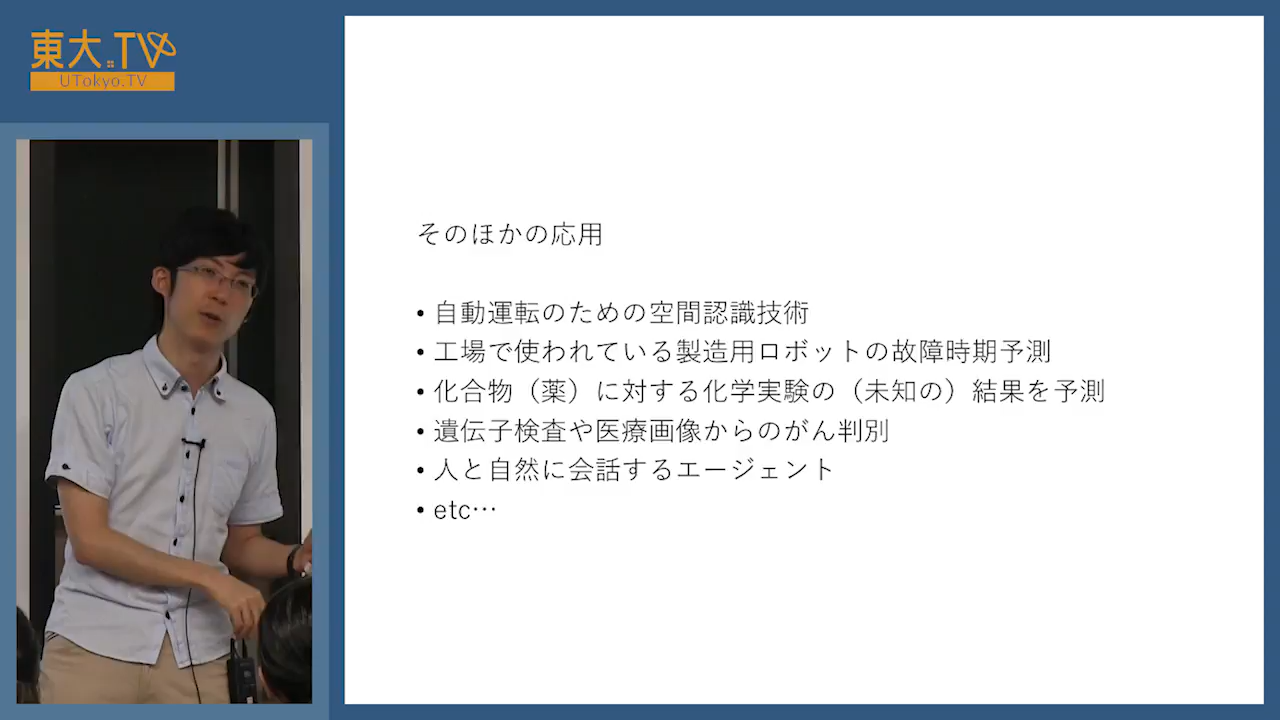 東大.TV
UTokyo.TV
そのほかの応用
• 自動運転のための空間認識技術
• 工場で使われている製造用ロボットの故障時期予測
• 化合物（薬）に対する化学実験の（未知の）結果を予測
• 遺伝子検査や医療画像からのがん判別
• 人と自然に会話するエージェント
• etc…